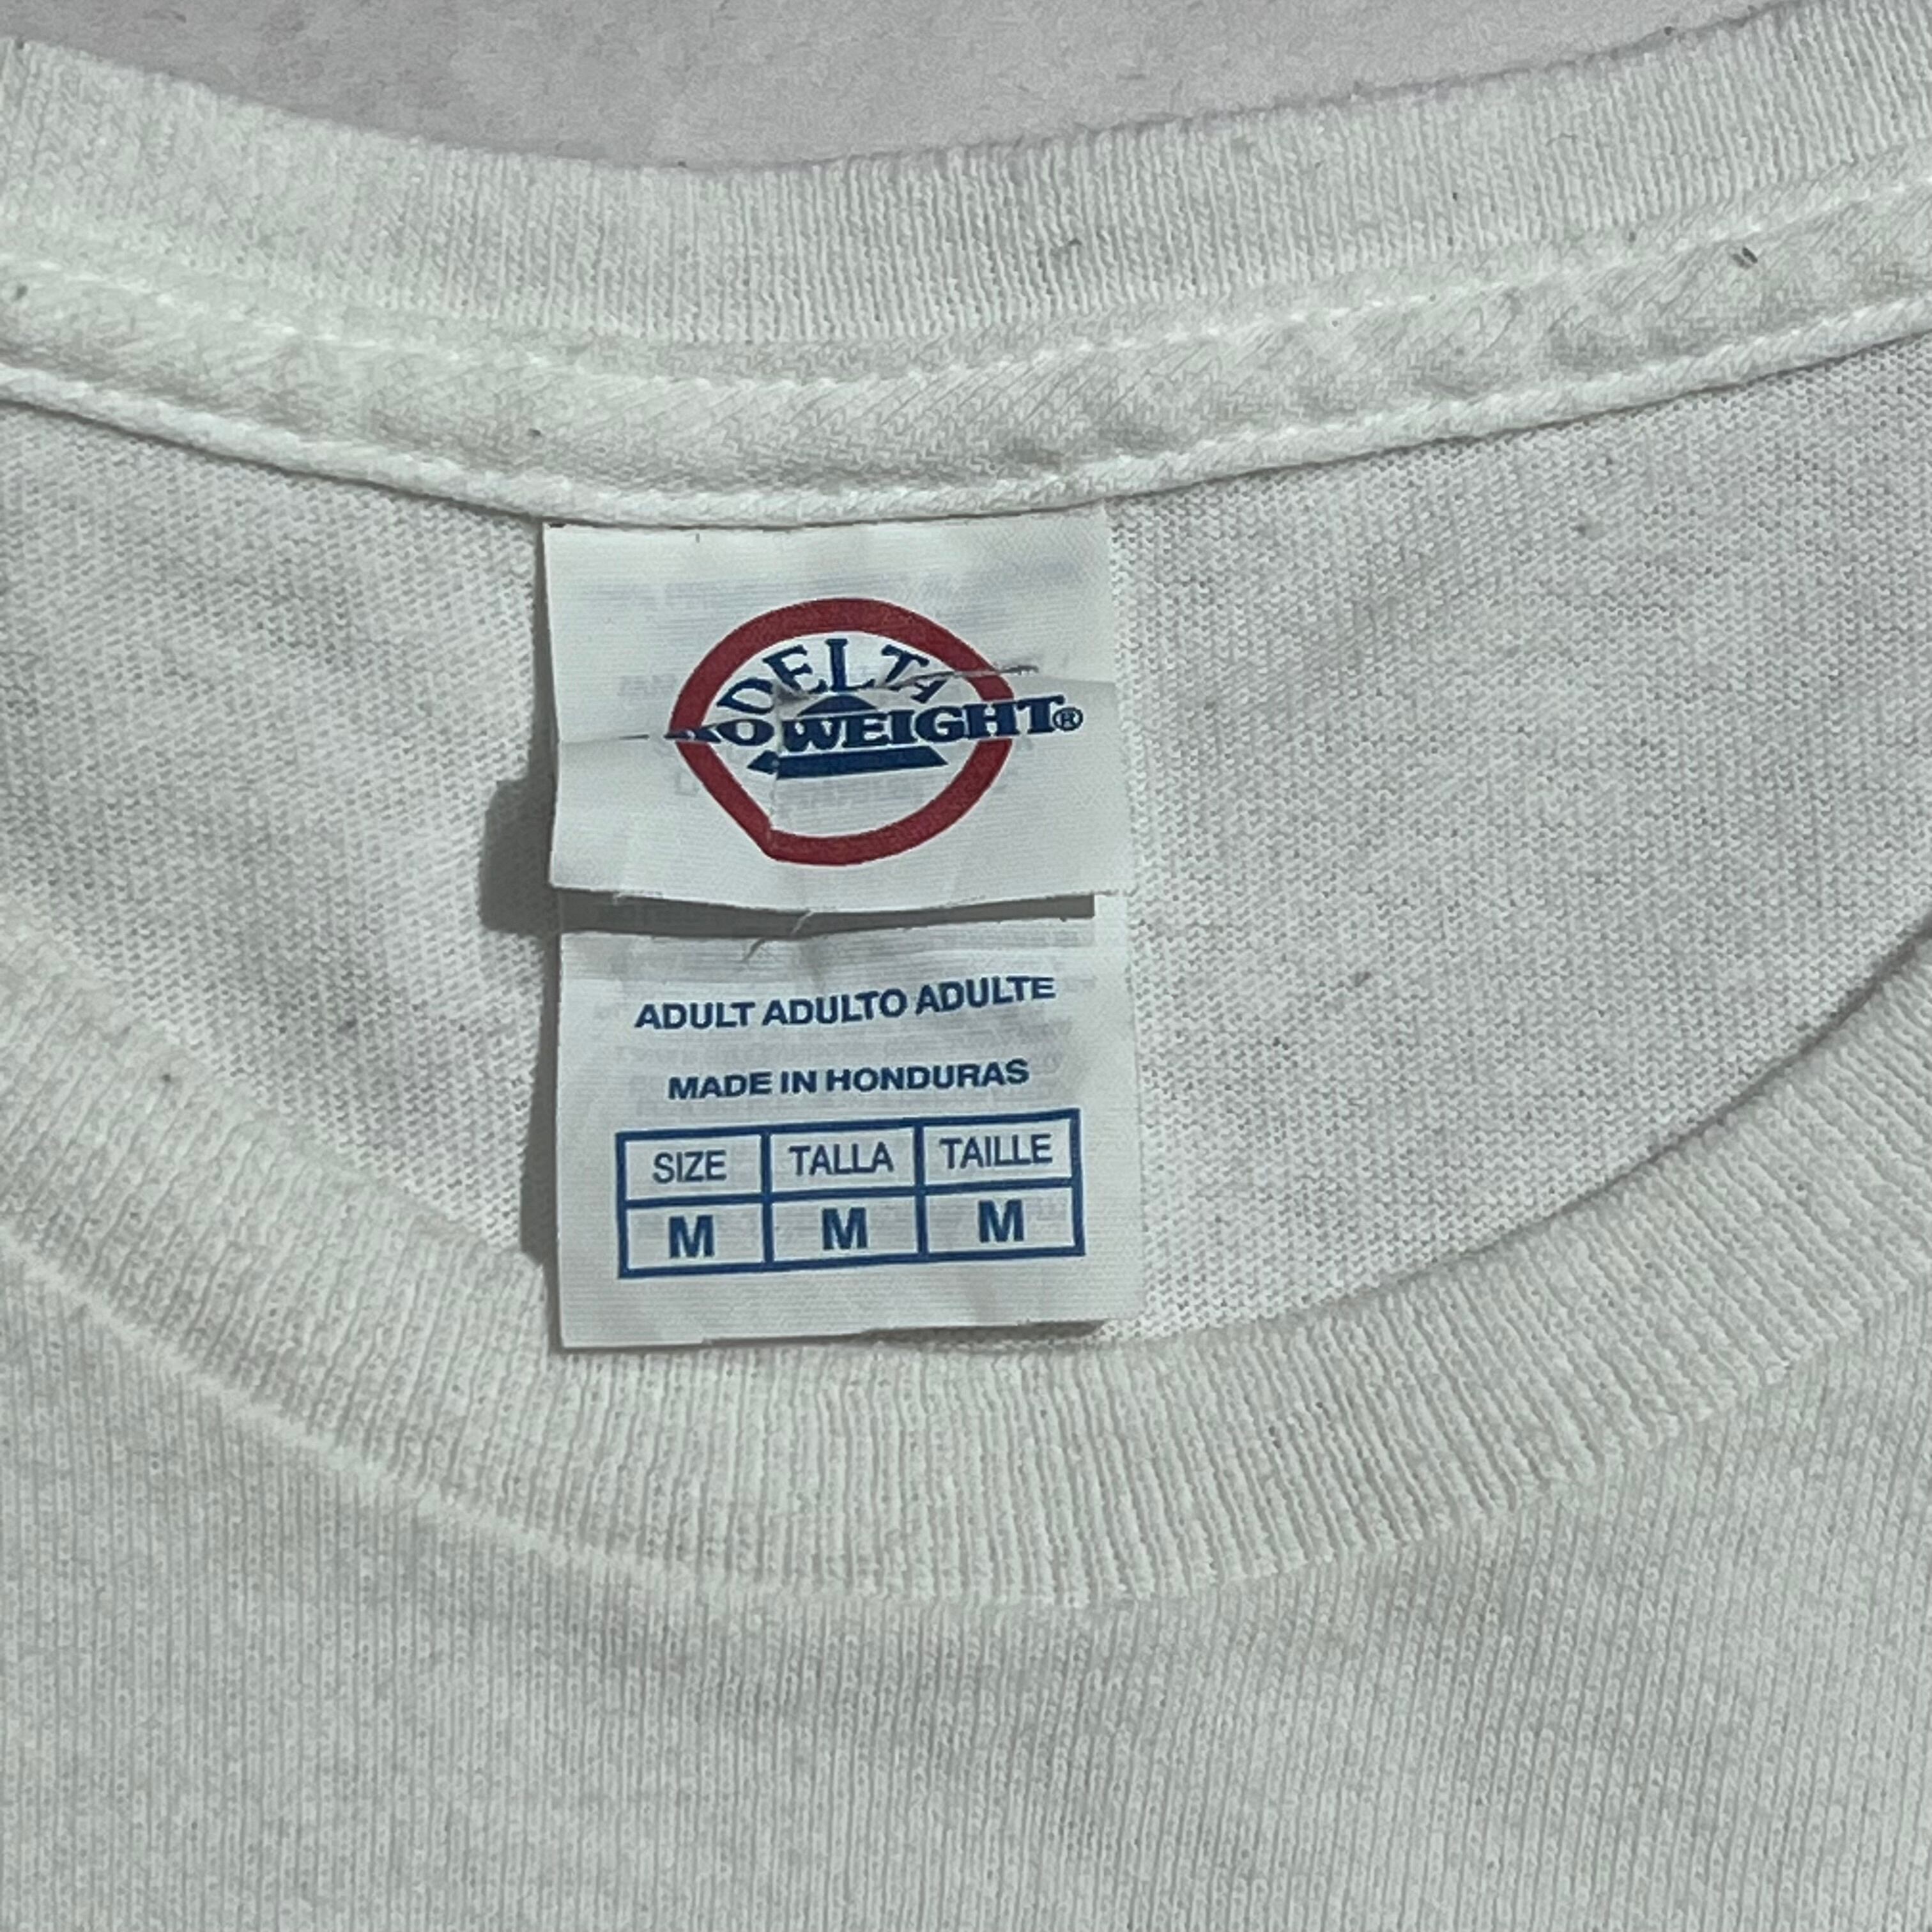 DELTA
WEIGHT®
ADULT ADULTO ADULTE
MADE IN HONDURAS
SIZE TALLA TAILLE
M M M